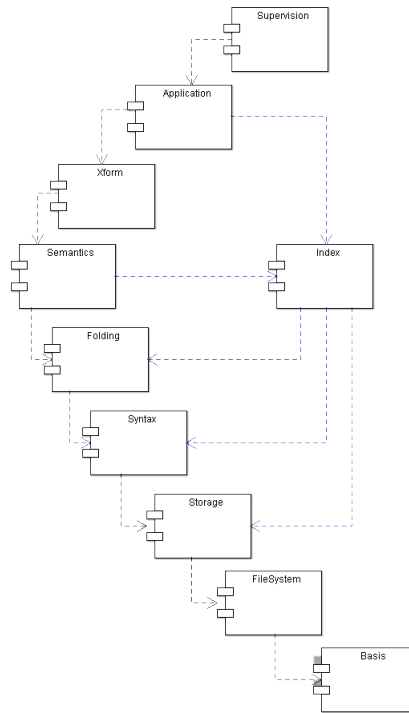 Supervision
Application
Xform
Semantics
Index
Folding
Syntax
Storage
FileSystem
Basis